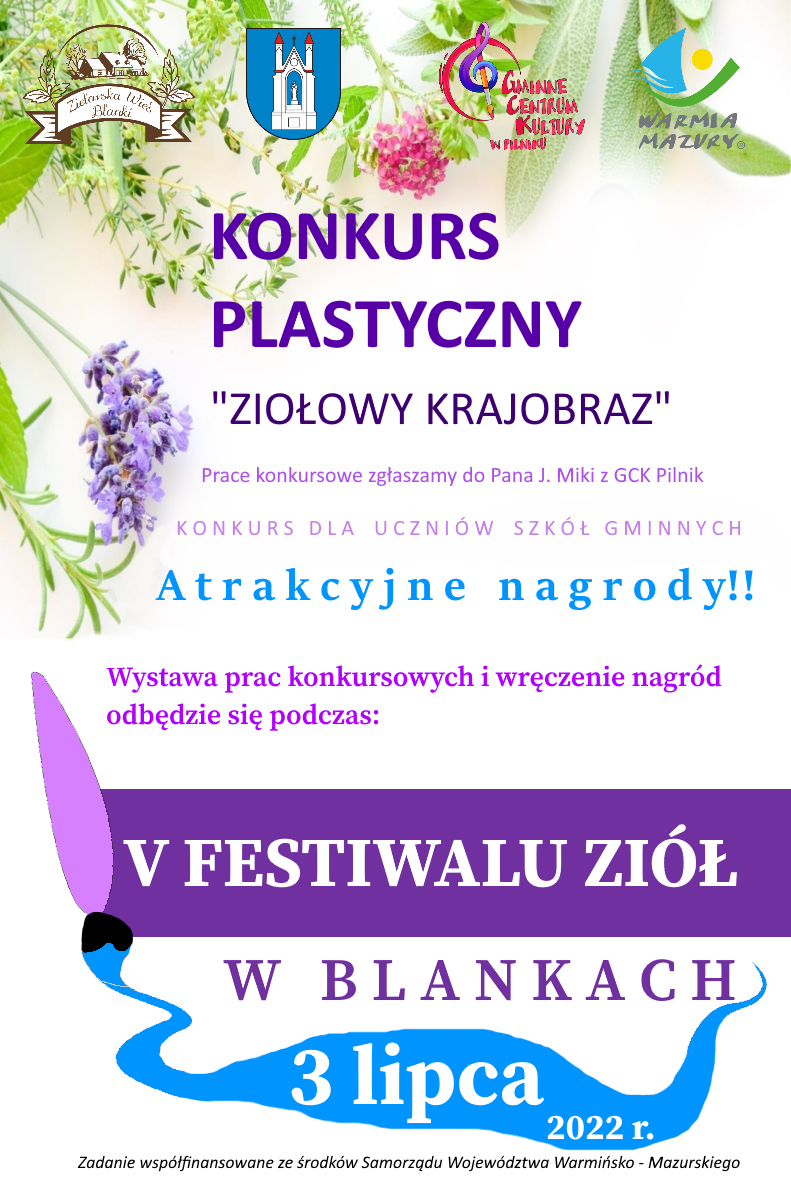 Zielarska Wieś
Blanki
GMINNE
CENTRUM
KULTURY
W PILNIKU
WARMIA
MAZURY®
KONKURS
PLASTYCZNY
"ZIOŁOWY KRAJOBRAZ"
Prace konkursowe zgłaszamy do Pana J. Miki z GCK Pilnik
KONKURS DLA UCZNIÓW SZKÓŁ GMINNYCH
Atrakcyjne nagrody!!
Wystawa prac konkursowych i wręczenie nagród
odbędzie się podczas:
V FESTIWALU ZIÓŁ
W BLANKACH
3 lipca
2022 r.
Zadanie współfinansowane ze środków Samorządu Województwa Warmińsko - Mazurskiego